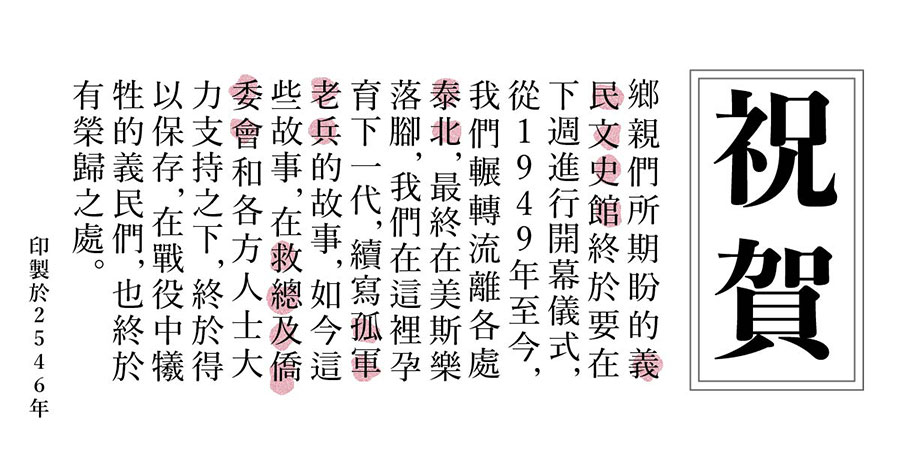 祝賀
鄉親們所期盼的義
民文史館終於要在
下週進行開幕儀式，
從1949年至今，
我們輾轉流離各處
泰北，最終在美斯樂
落腳，我們在這裡孕
育下一代，續寫孤軍
老兵的故事，如今這
些故事，在救總及僑
委會和各方人士大
力支持之下，終於得
以保存，在戰役中犧
牲的義民們，也終於
有榮歸之處。
印製於2546年